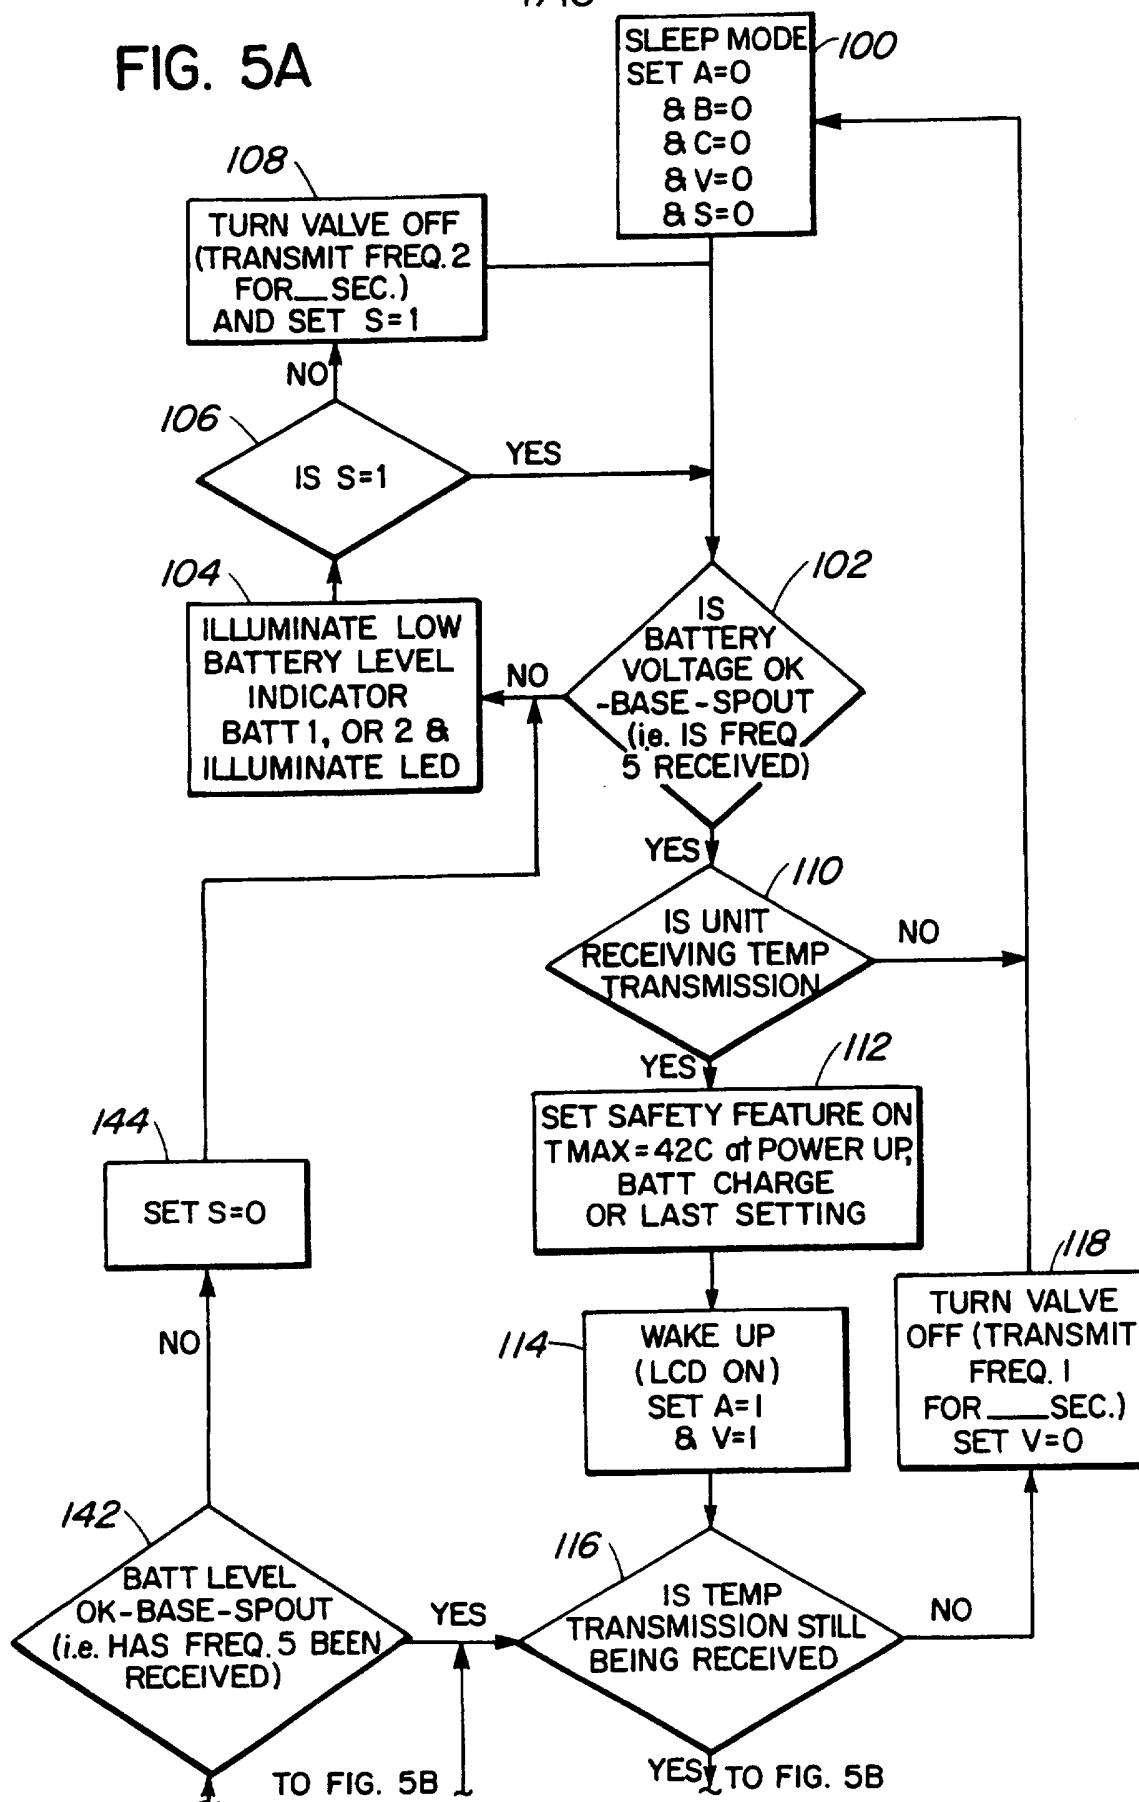 FIG. 5A
SLEEP MODE
SET A=0
& B=0
& C=0
& V=0
& S=0
100
108
TURN VALVE OFF
(TRANSMIT FREQ. 2
FOR__SEC.)
AND SET S=1
NO
106
IS S=1
YES
104
ILLUMINATE LOW
BATTERY LEVEL
INDICATOR
BATT 1, OR 2 &
ILLUMINATE LED
NO
102
IS
BATTERY
VOLTAGE OK
-BASE-SPOUT
(i.e. IS FREQ
5 RECEIVED)
YES
110
IS UNIT
RECEIVING TEMP
TRANSMISSION
NO
YES
112
SET SAFETY FEATURE ON
T MAX=42C at POWER UP,
BATT CHARGE
OR LAST SETTING
144
SET S=0
NO
114
WAKE UP
(LCD ON)
SET A=1
& V=1
118
TURN VALVE
OFF (TRANSMIT
FREQ. 1
FOR ___SEC.)
SET V=0
142
BATT LEVEL
OK-BASE-SPOUT
(i.e. HAS FREQ. 5 BEEN
RECEIVED)
YES
116
IS TEMP
TRANSMISSION STILL
BEING RECEIVED
NO
TO FIG. 5B
YES
TO FIG. 5B